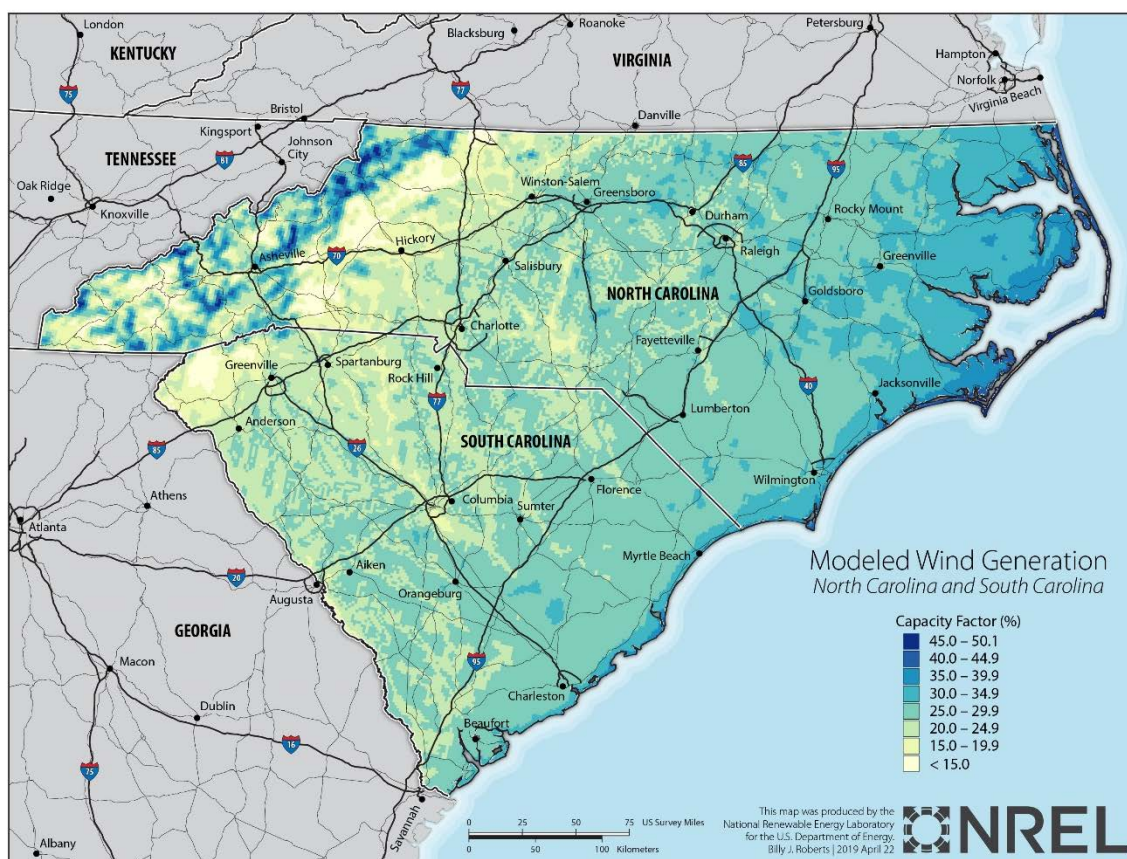 London
KENTUCKY
75
Blacksburg
Roanoke
VIRGINIA
Petersburg
Hampton
Norfolk
Virginia Beach
77
Bristol
Kingsport
Johnson
City
Danville
TENNESSEE
81
85
95
Oak Ridge
Knoxville
Winston-Salem
Greensboro
Durham
Rocky Mount
Raleigh
Hickory
70
Asheville
Salisbury
Greenville
NORTH CAROLINA
Goldsboro
Charlotte
Fayetteville
Greenville
Spartanburg
Rock Hill
77
40
Jacksonville
Anderson
Lumberton
85
26
SOUTH CAROLINA
Wilmington
Athens
Columbia
Florence
Sumter
Atlanta
Myrtle Beach
Aiken
20
Augusta
Orangeburg
GEORGIA
Macon
95
Charleston
Dublin
Beaufort
16
75
Savannah
Albany
Modeled Wind Generation
North Carolina and South Carolina
Capacity Factor (%)
45.0 – 50.1
40.0 – 44.9
35.0 – 39.9
30.0 – 34.9
25.0 – 29.9
20.0 – 24.9
15.0 – 19.9
< 15.0
0 25 50 75 US Survey Miles
0 50 100 Kilometers
This map was produced by the
National Renewable Energy Laboratory
for the U.S. Department of Energy.
Billy J. Roberts | 2019 April 22
NREL